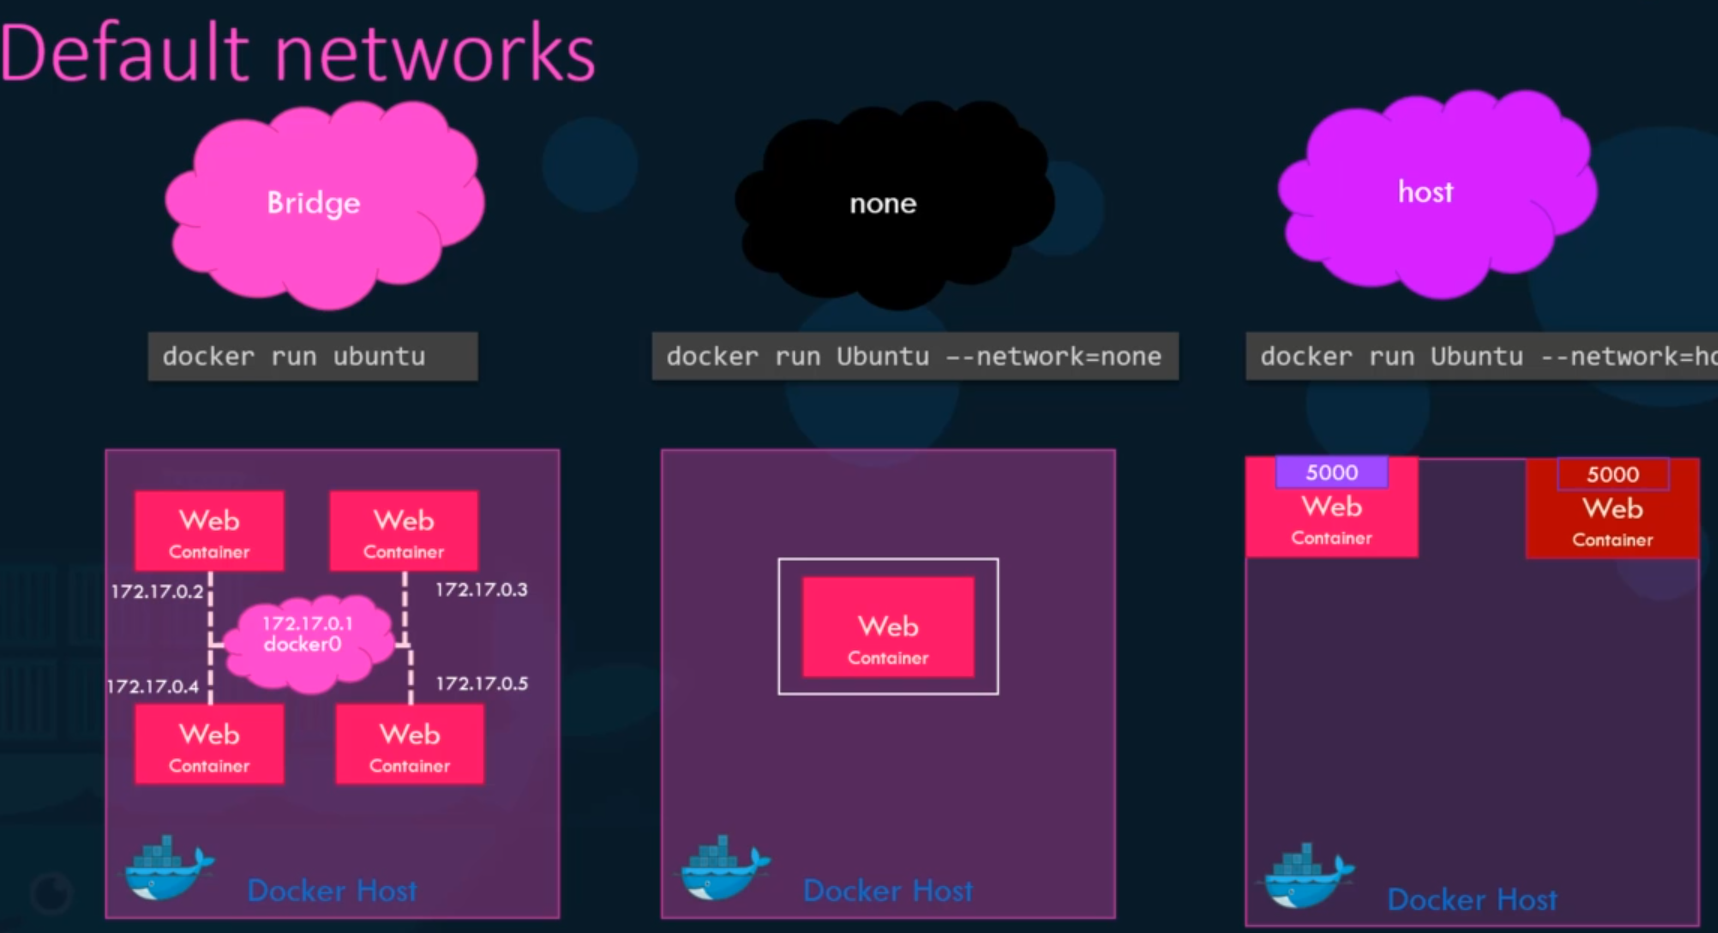 Default networks
Bridge
none
host
docker run ubuntu
docker run Ubuntu --network=none
docker run Ubuntu --network=ho
Web
Container
Web
Container
172.17.0.2
172.17.0.3
172.17.0.1
docker0
172.17.0.4
172.17.0.5
Web
Container
Web
Container
Docker Host
Web
Container
Docker Host
5000
Web
Container
5000
Web
Container
Docker Host